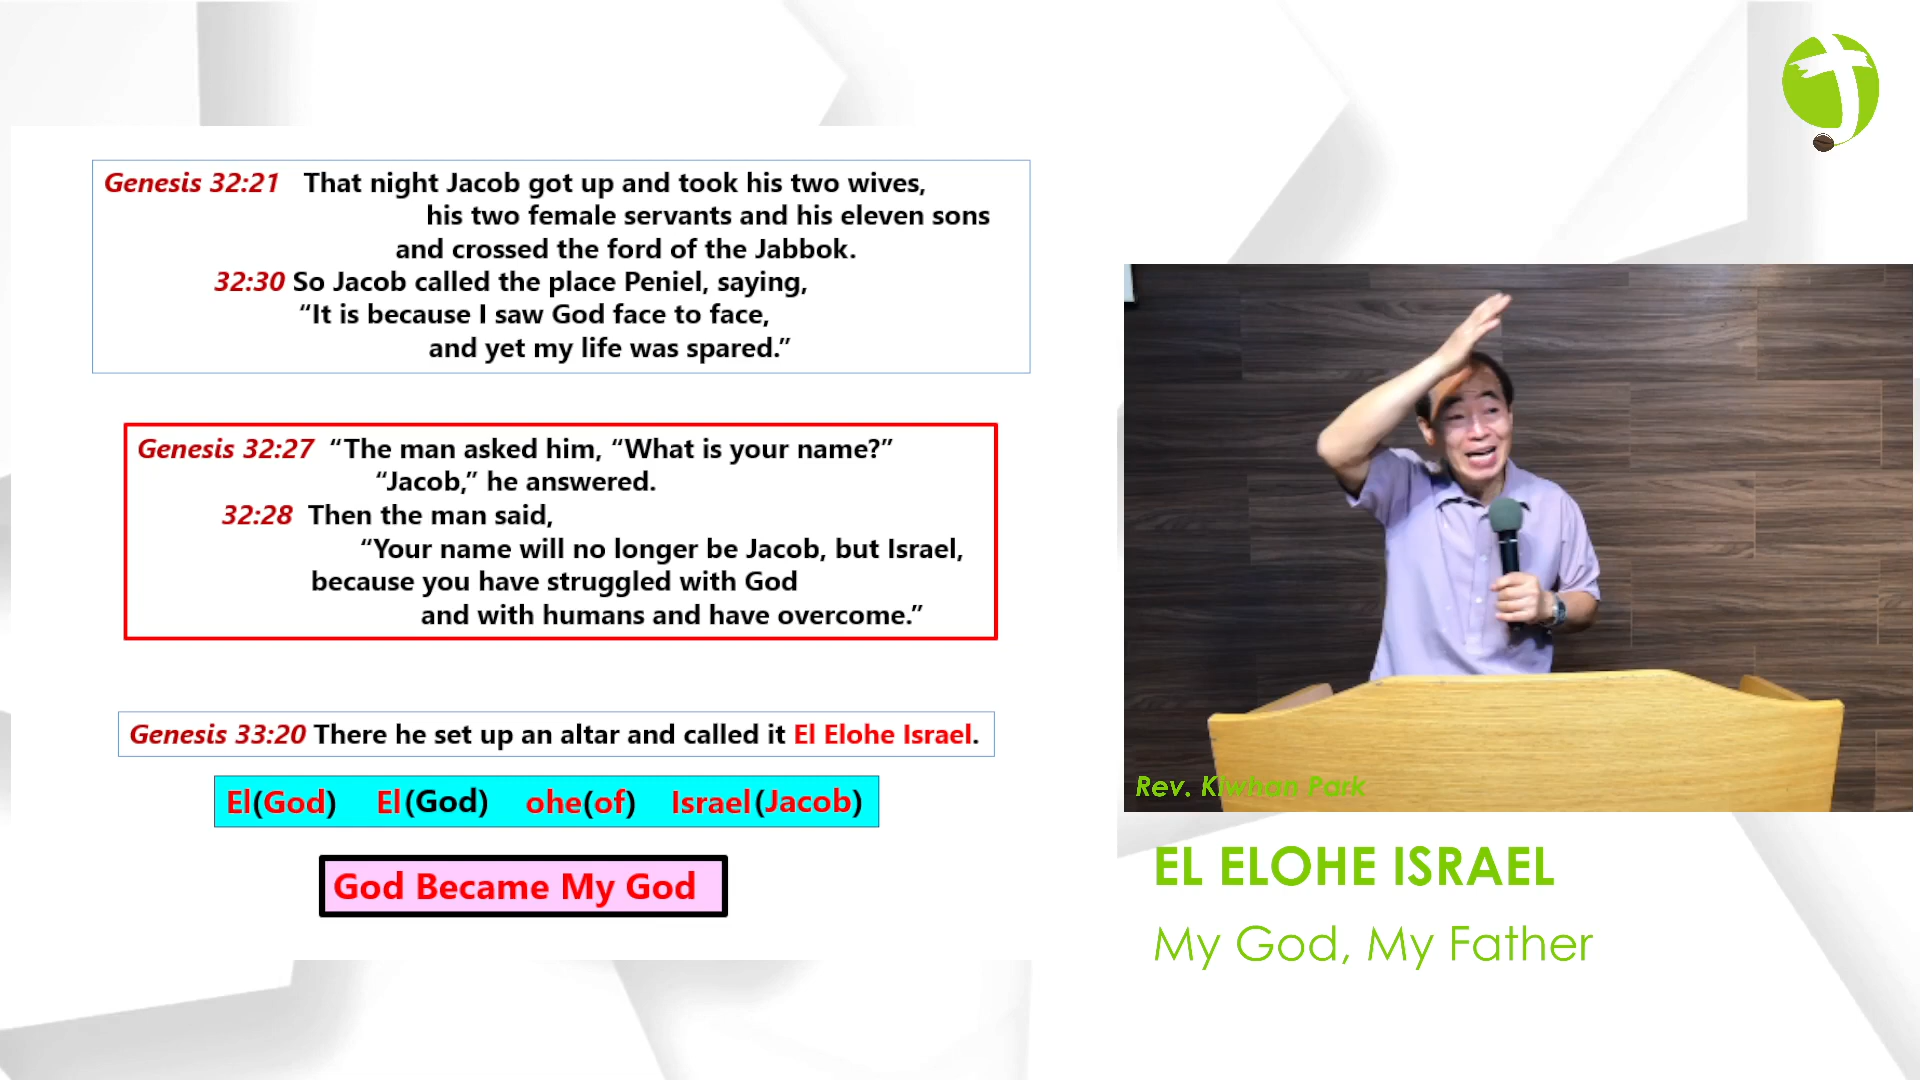 Genesis 32:21 That night Jacob got up and took his two wives,
his two female servants and his eleven sons
and crossed the ford of the Jabbok.
32:30 So Jacob called the place Peniel, saying,
“It is because I saw God face to face,
and yet my life was spared.”
Genesis 32:27 “The man asked him, “What is your name?”
“Jacob,” he answered.
32:28 Then the man said,
“Your name will no longer be Jacob, but Israel,
because you have struggled with God
and with humans and have overcome.”
Genesis 33:20 There he set up an altar and called it El Elohe Israel.
El(God) El(God) ohe(of) Israel(Jacob)
God Became My God
Rev. Kiwhan Park
EL ELOHE ISRAEL
My God, My Father